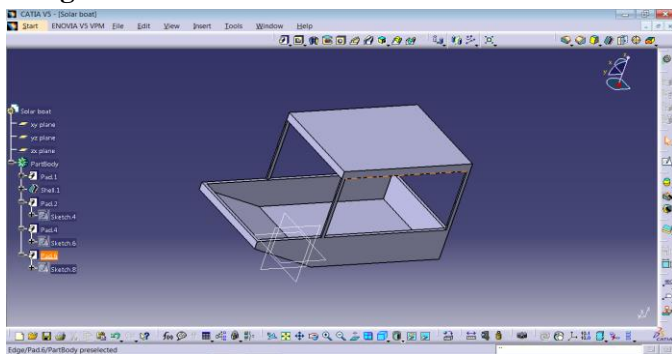 CATIA V5 - [Solar boat]
Start ENOVIA V5 VPM File Edit View Insert Tools Window Help
Solar boat
xy plane
yz plane
zx plane
PartBody
Pad.1
Shell.1
Pad.2
Sketch.4
Pad.4
Sketch.6
Pad.6
Sketch.8
Edge/Pad.6/PartBody preselected